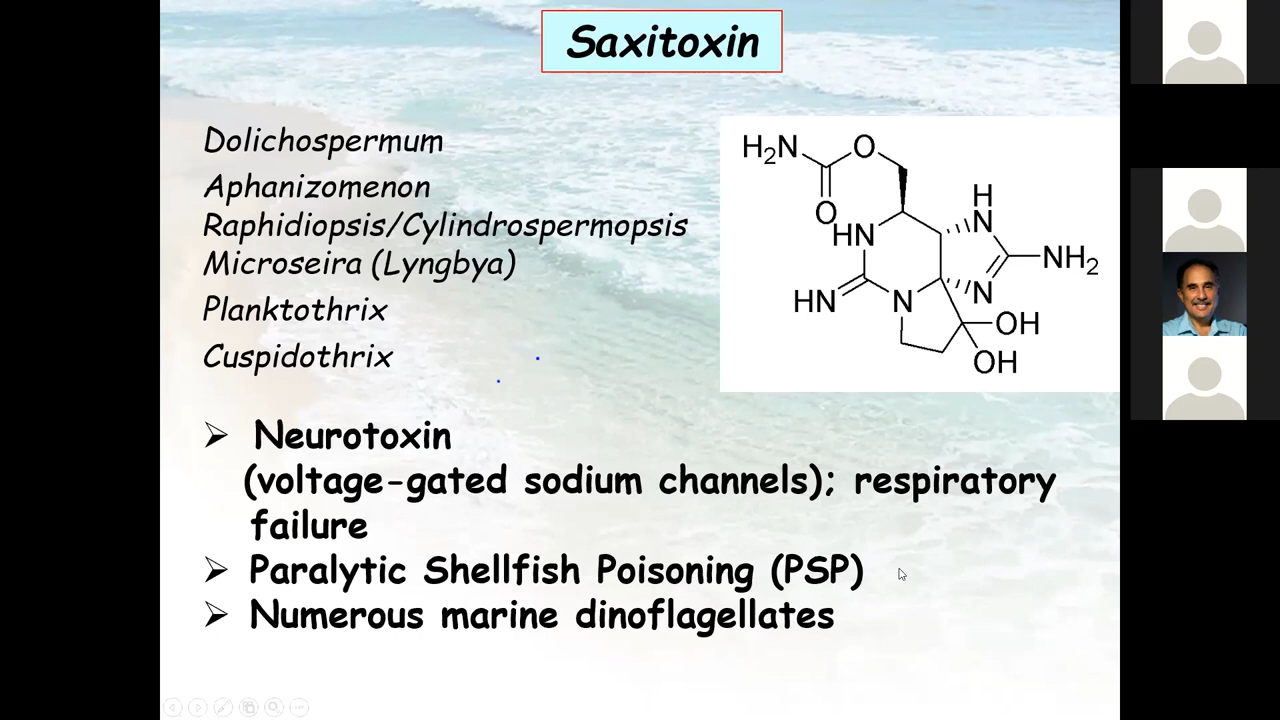 Saxitoxin
Dolichospermum
Aphanizomenon
Raphidiopsis/Cylindrospermopsis
Microseira (Lyngbya)
Planktothrix
Cuspidothrix
H₂N
O
O
H
N
HN
NH₂
HN
N
N
OH
OH
➢ Neurotoxin
(voltage-gated sodium channels); respiratory
failure
➢ Paralytic Shellfish Poisoning (PSP)
➢ Numerous marine dinoflagellates